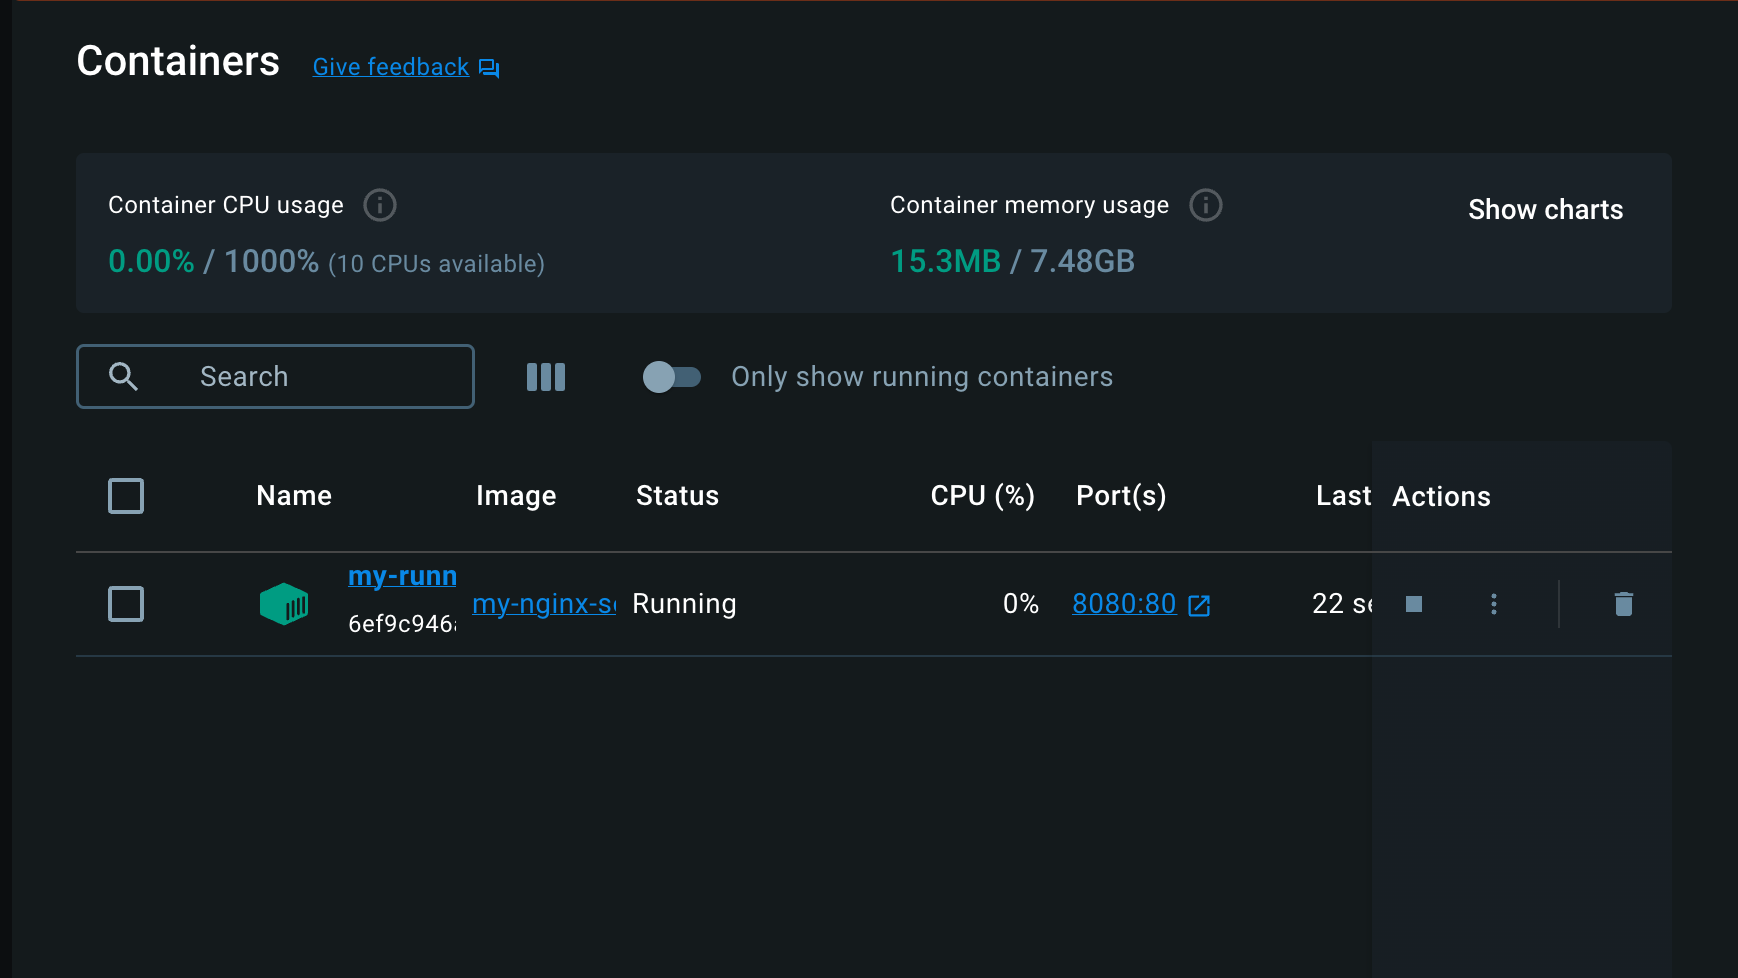 Containers Give feedback
Container CPU usage
0.00% / 1000% (10 CPUs available)
Container memory usage
15.3MB / 7.48GB
Show charts
Search
Only show running containers
Name Image Status CPU (%) Port(s) Last Actions
my-runn
6ef9c946
my-nginx-s Running 0% 8080:80 22 s